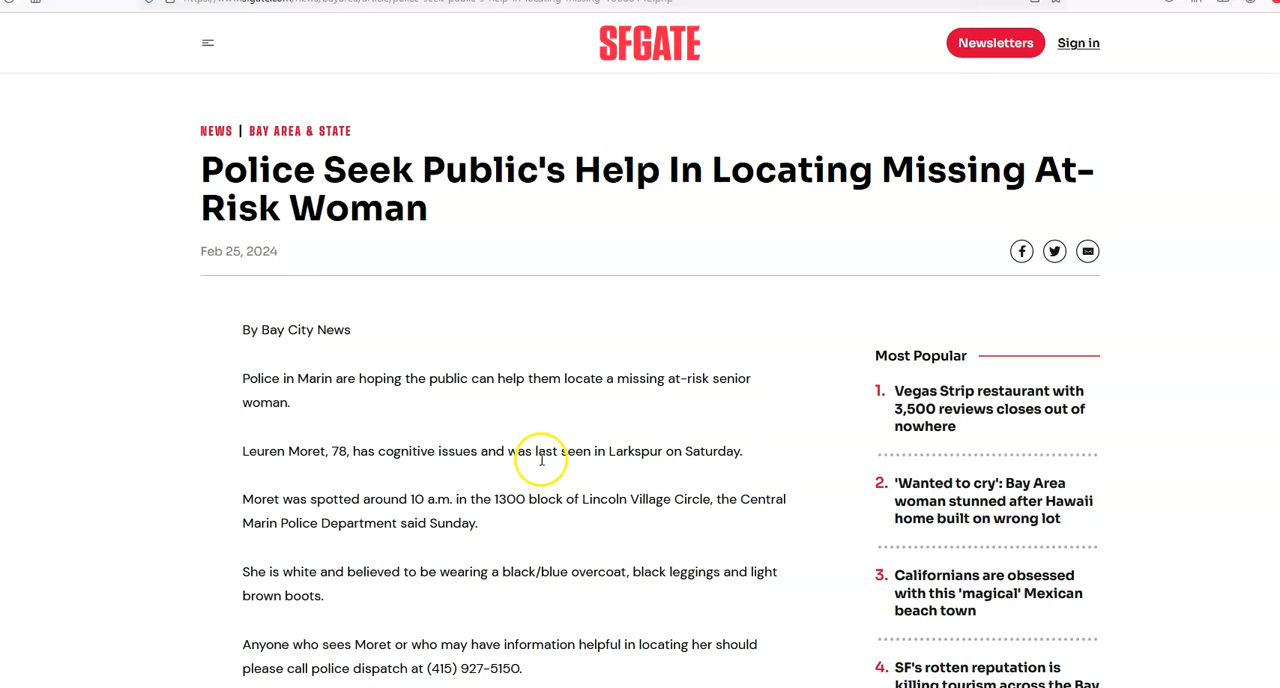 SFGATE
Newsletters
Sign in
NEWS | BAY AREA & STATE
Police Seek Public's Help In Locating Missing At-
Risk Woman
Feb 25, 2024
By Bay City News
Police in Marin are hoping the public can help them locate a missing at-risk senior
woman.
Leuren Moret, 78, has cognitive issues and was last seen in Larkspur on Saturday.
Moret was spotted around 10 a.m. in the 1300 block of Lincoln Village Circle, the Central
Marin Police Department said Sunday.
She is white and believed to be wearing a black/blue overcoat, black leggings and light
brown boots.
Anyone who sees Moret or who may have information helpful in locating her should
please call police dispatch at (415) 927-5150.
Most Popular
1. Vegas Strip restaurant with
3,500 reviews closes out of
nowhere
2. 'Wanted to cry': Bay Area
woman stunned after Hawaii
home built on wrong lot
3. Californians are obsessed
with this 'magical' Mexican
beach town
4. SF's rotten reputation is
killing tourism across the Bay